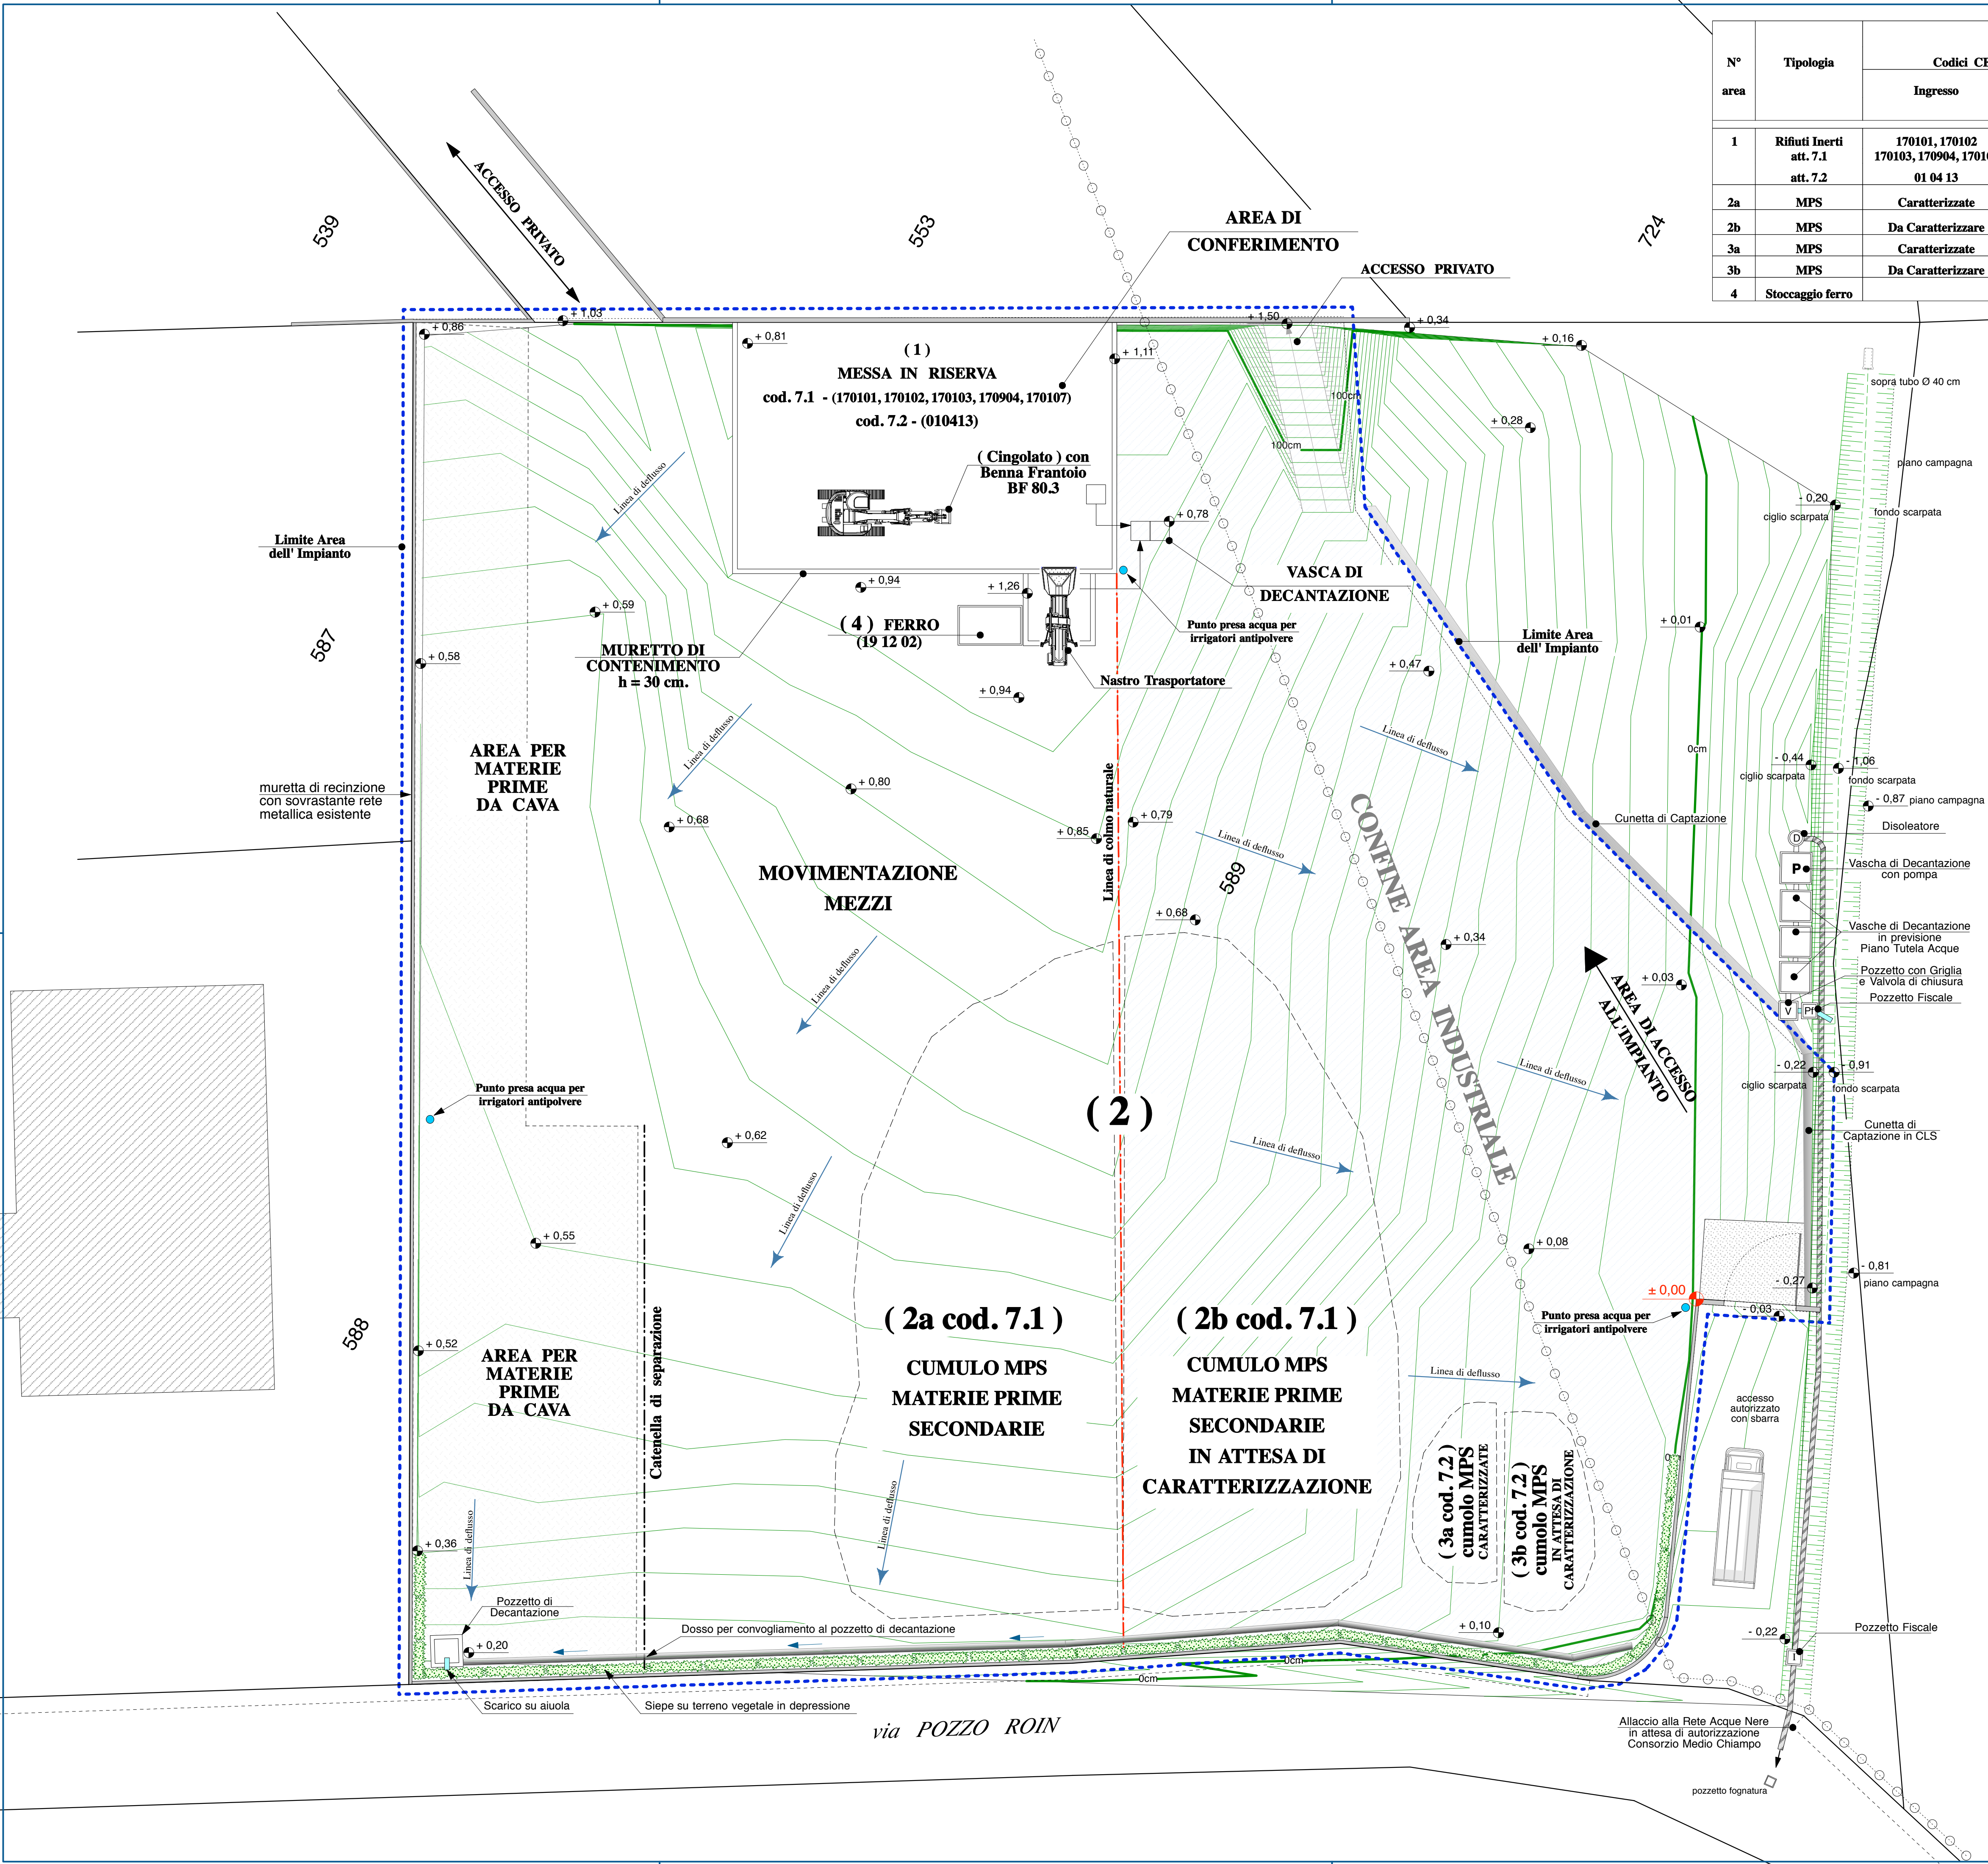 N°
area
Tipologia
Ingresso
1
Rifiuti Inerti
att. 7.1
170101, 170102
att. 7.2
01 04 13
2a
MPS
Caratterizzate
2b
MPS
Da Caratterizzare
3a
MPS
Caratterizzate
3b
MPS
Da Caratterizzare
4
Stoccaggio ferro
ACCESSO PRIVATO
539
553
724
AREA DI
CONFERIMENTO
ACCESSO PRIVATO
+ 0,86
+ 1,03
+ 0,81
+ 1,11
+ 1,50
+ 0,34
+ 0,16
( 1 )
MESSA IN RISERVA
cod. 7.1 - (170101, 170102, 170103, 170904, 170107)
cod. 7.2 - (010413)
( Cingolato ) con
Benna Frantoio
BF 80.3
100cm
100cm
+ 0,28
sopra tubo Ø 40 cm
piano campagna
- 0,20
ciglio scarpata
fondo scarpata
Linea di deflusso
Limite Area
dell' Impianto
+ 0,78
VASCA DI
DECANTAZIONE
+ 0,94
+ 1,26
+ 0,59
( 4 ) FERRO
(19 12 02)
Punto presa acqua per
irrigatori antipolvere
+ 0,01
Limite Area
dell' Impianto
587
+ 0,58
MURETTO DI
CONTENIMENTO
h = 30 cm.
Nastro Trasportatore
+ 0,47
+ 0,94
Linea di deflusso
Linea di deflusso
AREA PER
MATERIE
PRIME
DA CAVA
0cm
- 0,44
ciglio scarpata
- 1,06
fondo scarpata
muretta di recinzione
con sovrastante rete
metallica esistente
+ 0,80
- 0,87 piano campagna
+ 0,68
+ 0,85
+ 0,79
Linea di colmo naturale
Linea di deflusso
Cunetta di Captazione
Disoleatore
D
P
Vascha di Decantazione
con pompa
MOVIMENTAZIONE
MEZZI
589
CONFINE AREA INDUSTRIALE
+ 0,68
+ 0,34
Vasche di Decantazione
in previsione
Piano Tutela Acque
Pozzetto con Griglia
e Valvola di chiusura
Pozzetto Fiscale
V
Pf
Linea di deflusso
+ 0,03
AREA DI ACCESSO
ALL'IMPIANTO
Linea di deflusso
- 0,22
ciglio scarpata
- 0,91
fondo scarpata
Punto presa acqua per
irrigatori antipolvere
( 2 )
Cunetta di
Captazione in CLS
+ 0,62
Linea di deflusso
Linea di deflusso
+ 0,55
+ 0,08
- 0,81
piano campagna
- 0,27
± 0,00
- 0,03
Punto presa acqua per
irrigatori antipolvere
588
+ 0,52
AREA PER
MATERIE
PRIME
DA CAVA
Catenella di separazione
( 2a cod. 7.1 )
CUMULO MPS
MATERIE PRIME
SECONDARIE
( 2b cod. 7.1 )
CUMULO MPS
MATERIE PRIME
SECONDARIE
IN ATTESA DI
CARATTERIZZAZIONE
Linea di deflusso
accesso
autorizzato
con sbarra
( 3a cod. 7.2 )
cumolo MPS
CARATTERIZZATE
( 3b cod. 7.2 )
cumolo MPS
IN ATTESA DI
CARATTERIZZAZIONE
+ 0,36
Linea di deflusso
Linea di deflusso
Pozzetto di
Decantazione
+ 0,20
Dosso per convogliamento al pozzetto di decantazione
+ 0,10
- 0,22
Pozzetto Fiscale
I
0cm
0cm
Scarico su aiuola
Siepe su terreno vegetale in depressione
via POZZO ROIN
Allaccio alla Rete Acque Nere
in attesa di autorizzazione
Consorzio Medio Chiampo
pozzetto fognatura